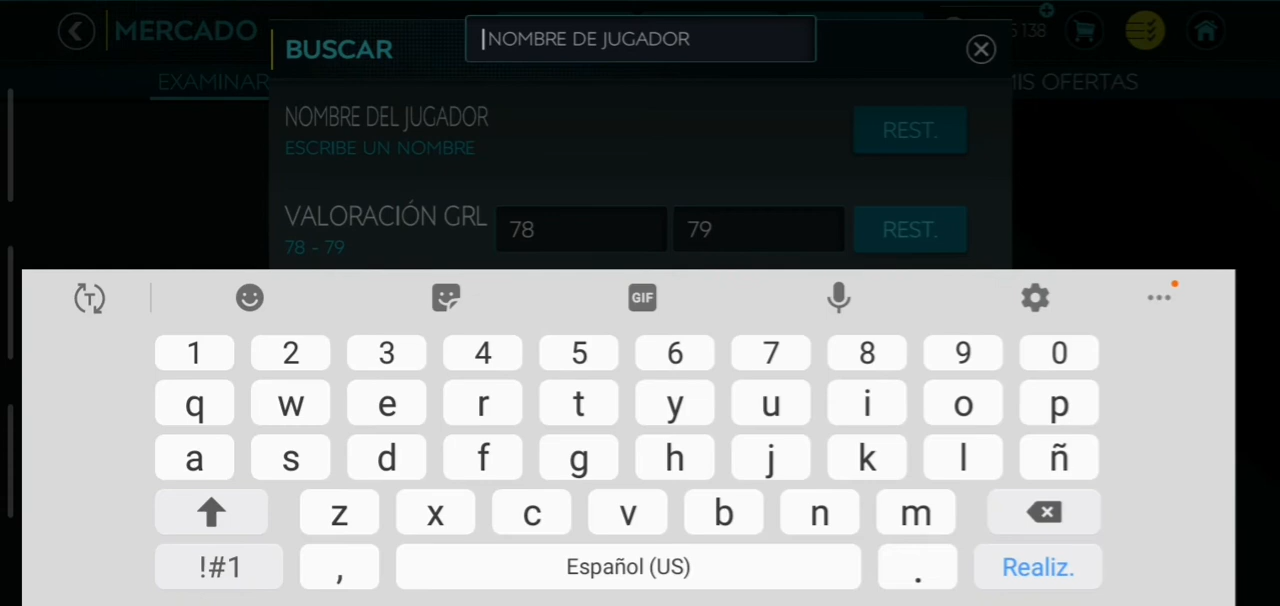 MERCADO
BUSCAR
NOMBRE DE JUGADOR
138
EXAMINAR
MIS OFERTAS
NOMBRE DEL JUGADOR
REST.
ESCRIBE UN NOMBRE
VALORACIÓN GRL
78
79
REST.
78 - 79
GIF
1 2 3 4 5 6 7 8 9 0
q w e r t y u i o p
a s d f g h j k l ñ
z x c v b n m
!#1 , Español (US) . Realiz.